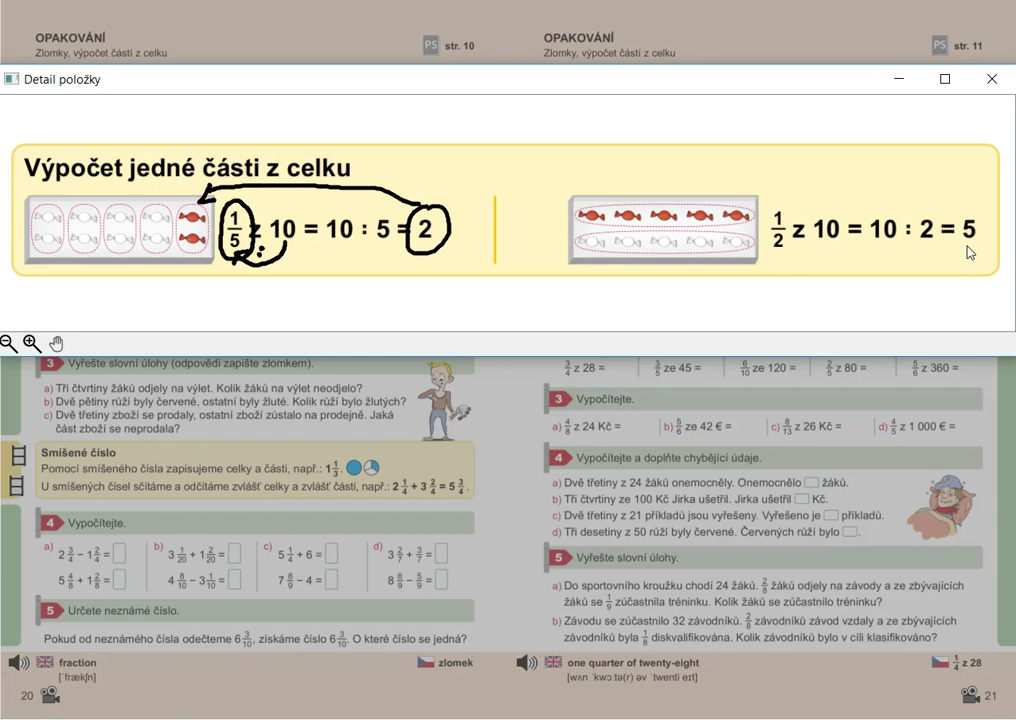 OPAKOVÁNÍ
Zlomky, výpočet částí z celku
PS str. 10
OPAKOVÁNÍ
Zlomky, výpočet částí z celku
PS str. 11
Detail položky
Výpočet jedné části z celku
1/5 z 10 = 10 : 5 = 2
:
1/2 z 10 = 10 : 2 = 5
3 Vyřešte slovní úlohy (odpovědi zapište zlomkem).
a) Tři čtvrtiny žáků odjely na výlet. Kolik žáků na výlet neodjelo?
b) Dvě pětiny růží byly červené, ostatní byly žluté. Kolik růží bylo žlutých?
c) Dvě třetiny zboží se prodaly, ostatní zboží zůstalo na prodejně. Jaká
část zboží se neprodala?
Smíšené číslo
Pomocí smíšeného čísla zapisujeme celky a části, např.: 1 1/3.
U smíšených čísel sčítáme a odčítáme zvlášť celky a zvlášť části, např.: 2 1/4 + 3 2/4 = 5 3/4.
4 Vypočítejte.
a) 2 3/4 – 1 2/4 =
b) 3 1/20 + 1 2/20 =
c) 5 1/4 + 6 =
d) 3 2/7 + 3/7 =
5 4/8 + 1 2/8 =
4 8/10 – 3 1/10 =
7 8/9 – 4 =
8 6/9 – 5/9 =
5 Určete neznámé číslo.
Pokud od neznámého čísla odečteme 6 3/10, získáme číslo 6 3/10. O které číslo se jedná?
fraction
[ˈfrækʃn]
zlomek
20
3/4 z 28 =
3/5 ze 45 =
6/10 ze 120 =
2/5 z 80 =
5/6 z 360 =
3 Vypočítejte.
a) 4/8 z 24 Kč =
b) 5/6 ze 42 € =
c) 8/13 z 26 Kč =
d) 4/5 z 1 000 € =
4 Vypočítejte a doplňte chybějící údaje.
a) Dvě třetiny z 24 žáků onemocněly. Onemocnělo žáků.
b) Tři čtvrtiny ze 100 Kč Jirka ušetřil. Jirka ušetřil Kč.
c) Dvě třetiny z 21 příkladů jsou vyřešeny. Vyřešeno je příkladů.
d) Tři desetiny z 50 růží byly červené. Červených růží bylo .
5 Vyřešte slovní úlohy.
a) Do sportovního kroužku chodí 24 žáků. 2/8 žáků odjely na závody a ze zbývajících
žáků se 1/9 zúčastnila tréninku. Kolik žáků se zúčastnilo tréninku?
b) Závodu se zúčastnilo 32 závodníků. 2/8 závodníků závod vzdaly a ze zbývajících
závodníků byla 1/8 diskvalifikována. Kolik závodníků bylo v cíli klasifikováno?
one quarter of twenty-eight
[wʌn ˈkwɔːtə(r) əv ˈtwenti eɪt]
1/4 z 28
21